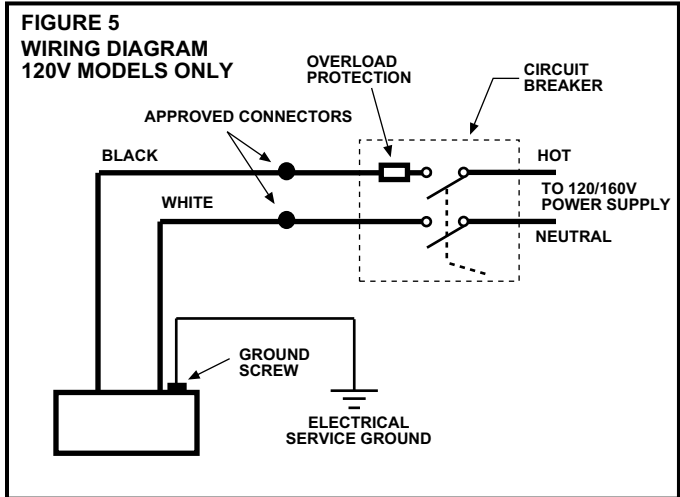 FIGURE 5
WIRING DIAGRAM
120V MODELS ONLY
OVERLOAD
PROTECTION
CIRCUIT
BREAKER
APPROVED CONNECTORS
BLACK
HOT
TO 120/160V
POWER SUPPLY
WHITE
NEUTRAL
GROUND
SCREW
ELECTRICAL
SERVICE GROUND